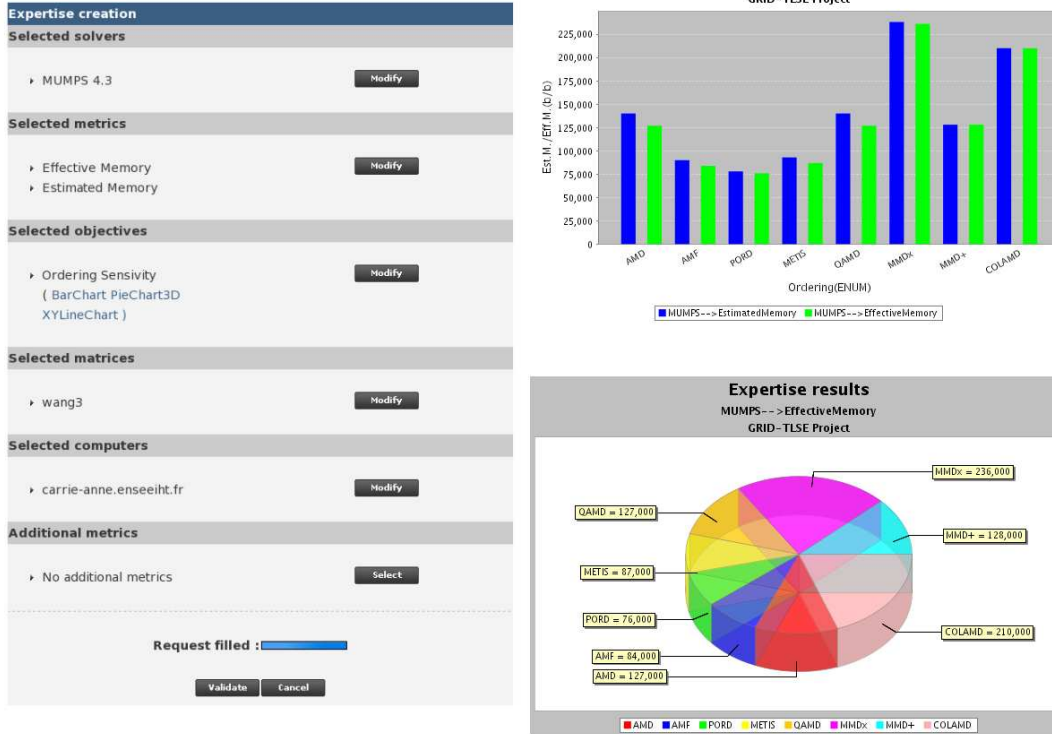 Expertise creation
Selected solvers
MUMPS 4.3
Modify
Selected metrics
Effective Memory
Modify
Estimated Memory
Selected objectives
Ordering Sensivity
Modify
( BarChart PieChart3D
XYLineChart )
Selected matrices
wang3
Modify
Selected computers
carrie-anne.enseeiht.fr
Modify
Additional metrics
No additional metrics
Select
Request filled :
Validate Cancel
GRID-TLSE Project
225,000
200,000
175,000
150,000
125,000
100,000
75,000
50,000
25,000
0
Est.M./Eff.M.(b/b)
AMD AMF PORD METIS QAMD MMDx MMD+ COLAMD
Ordering(ENUM)
MUMPS-->EstimatedMemory MUMPS-->EffectiveMemory
Expertise results
MUMPS-->EffectiveMemory
GRID-TLSE Project
MMDx = 236,000
QAMD = 127,000
MMD+ = 128,000
METIS = 87,000
PORD = 76,000
COLAMD = 210,000
AMF = 84,000
AMD = 127,000
AMD AMF PORD METIS QAMD MMDx MMD+ COLAMD